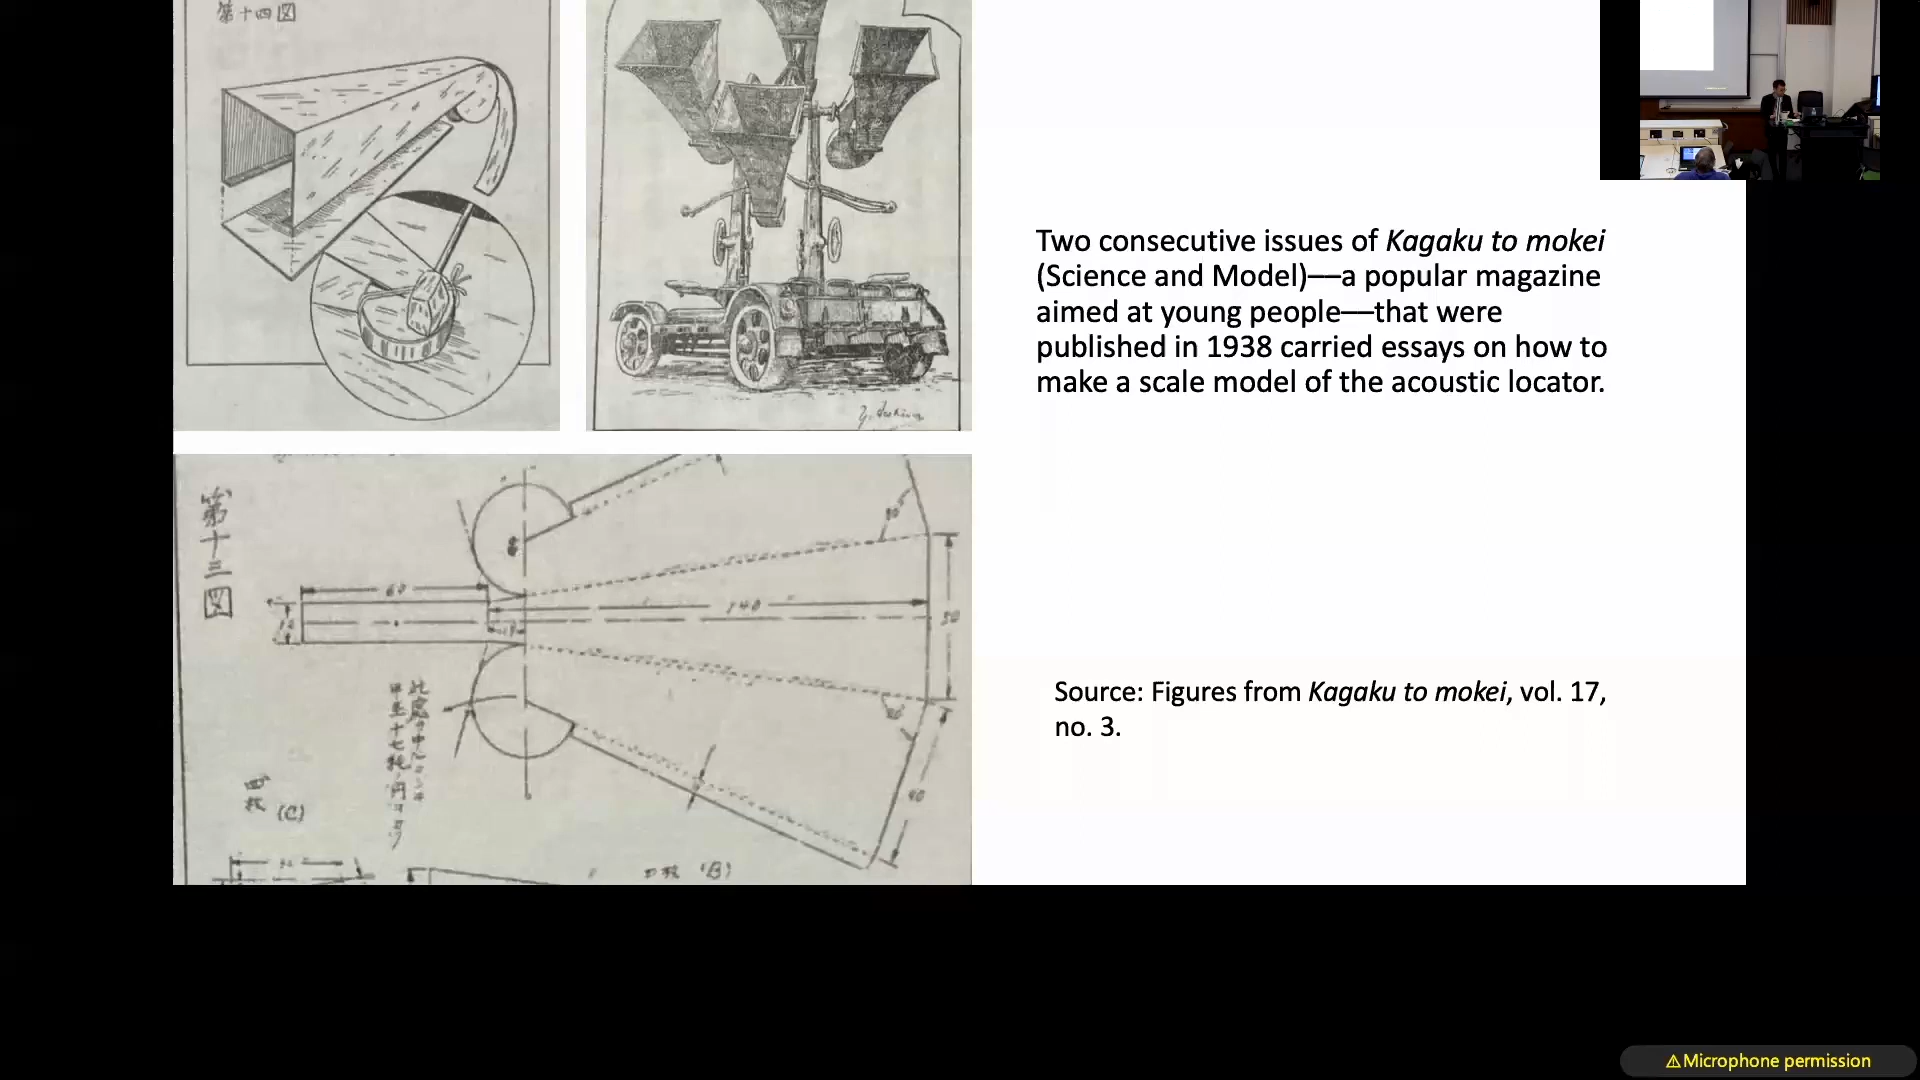 第十四図
Two consecutive issues of Kagaku to mokei
(Science and Model)—a popular magazine
aimed at young people—that were
published in 1938 carried essays on how to
make a scale model of the acoustic locator.
第十三図
140
40
(C)
(B)
Source: Figures from Kagaku to mokei, vol. 17,
no. 3.
⚠Microphone permission